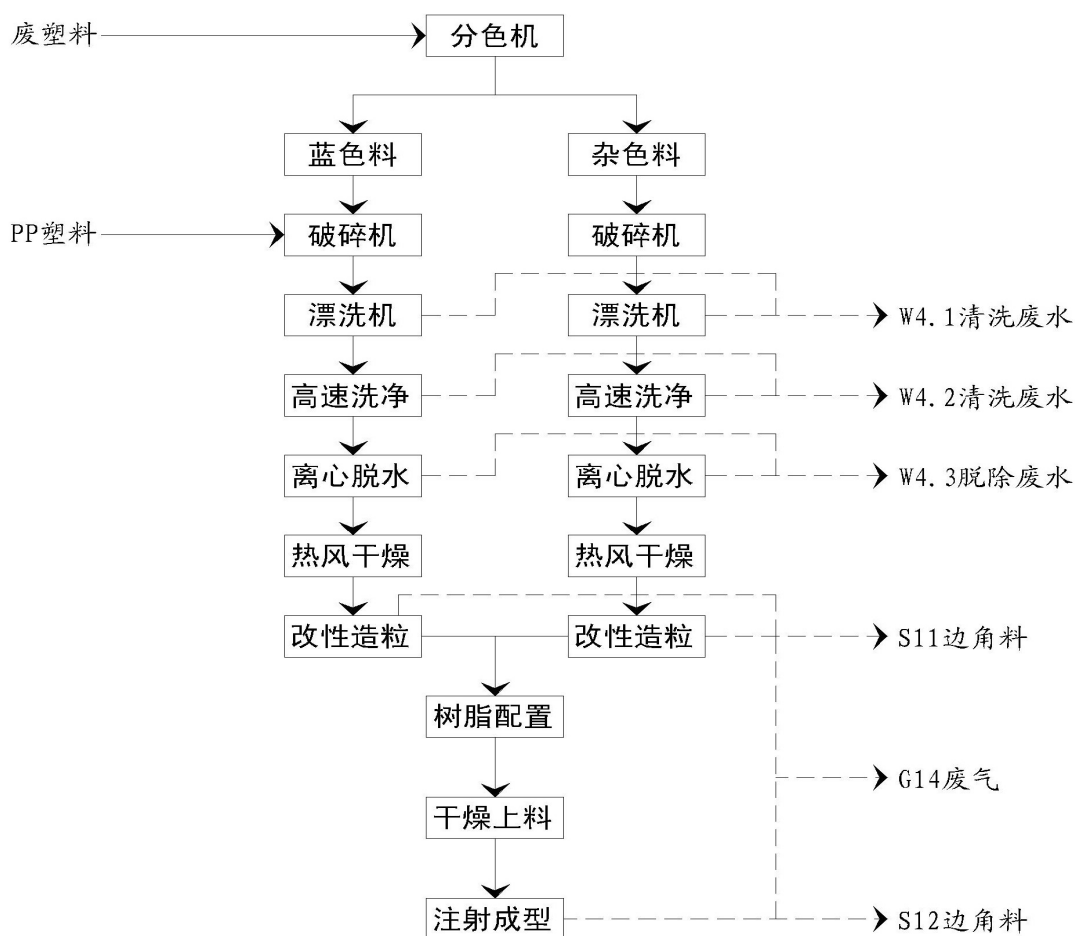 废塑料
分色机
蓝色料
杂色料
PP塑料
破碎机
破碎机
漂洗机
漂洗机
W4.1清洗废水
高速洗净
高速洗净
W4.2清洗废水
离心脱水
离心脱水
W4.3脱除废水
热风干燥
热风干燥
改性造粒
改性造粒
S11边角料
树脂配置
G14废气
干燥上料
注射成型
S12边角料